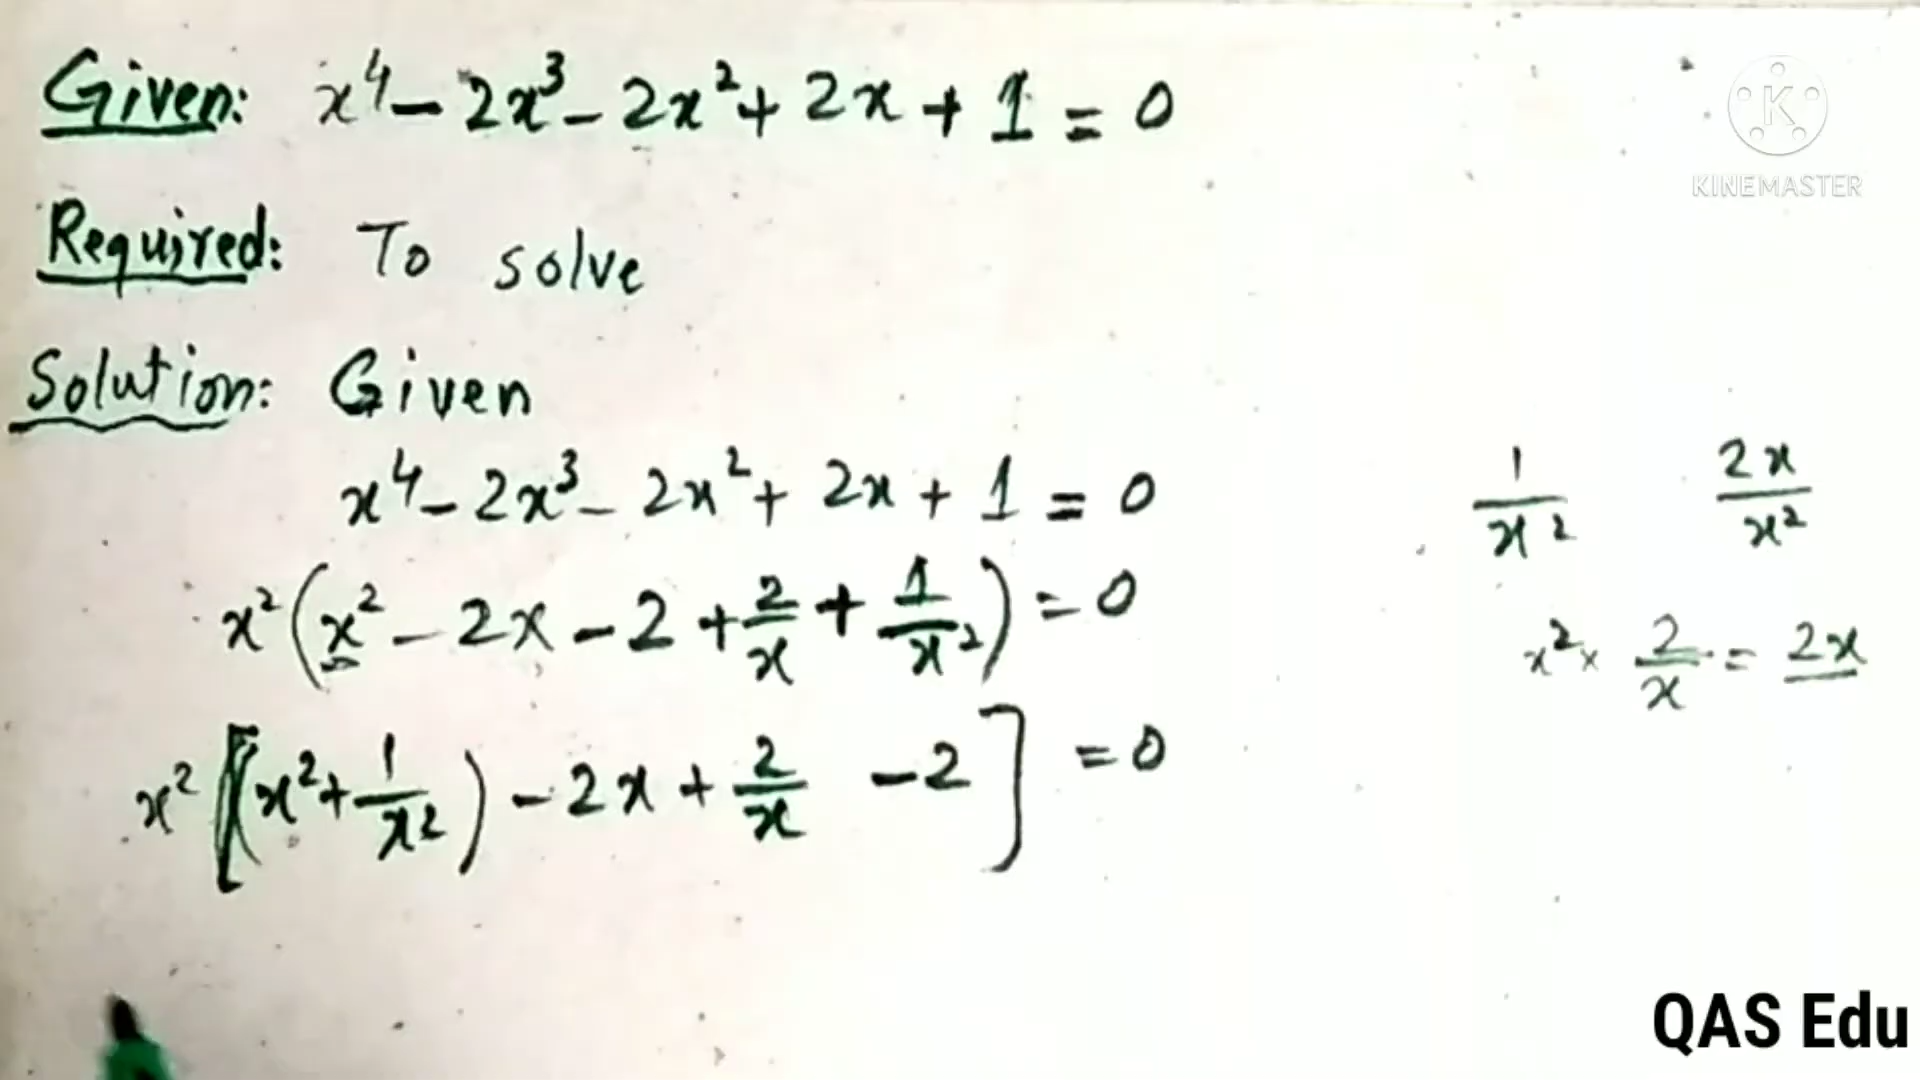 Given: x⁴ - 2x³ - 2x² + 2x + 1 = 0
KINEMASTER
Required: To solve
Solution: Given
x⁴ - 2x³ - 2x² + 2x + 1 = 0
1/x² 2x/x²
x² (x² - 2x - 2 + 2/x + 1/x²) = 0
x² × 2/x = 2x
x² [(x² + 1/x²) - 2x + 2/x - 2] = 0
QAS Edu